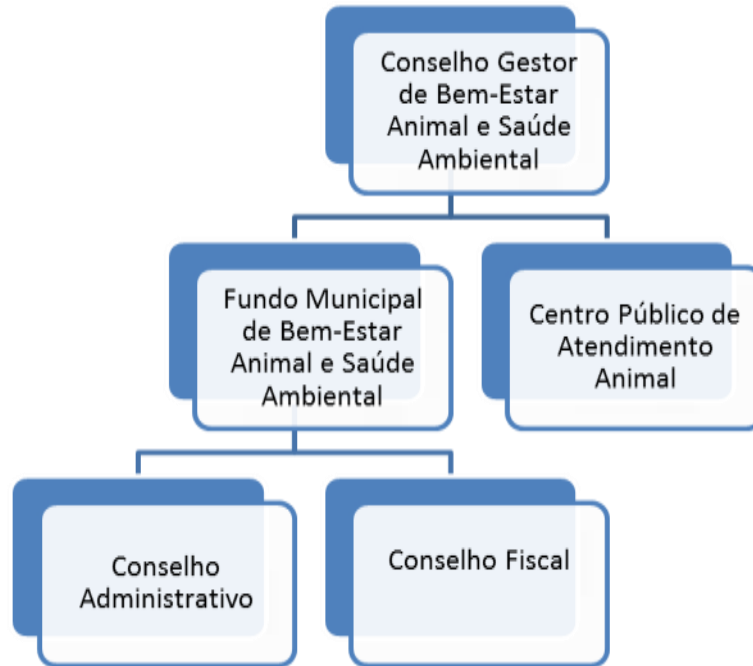 Conselho Gestor
de Bem-Estar
Animal e Saúde
Ambiental
Fundo Municipal
de Bem-Estar
Animal e Saúde
Ambiental
Centro Público de
Atendimento
Animal
Conselho
Administrativo
Conselho Fiscal